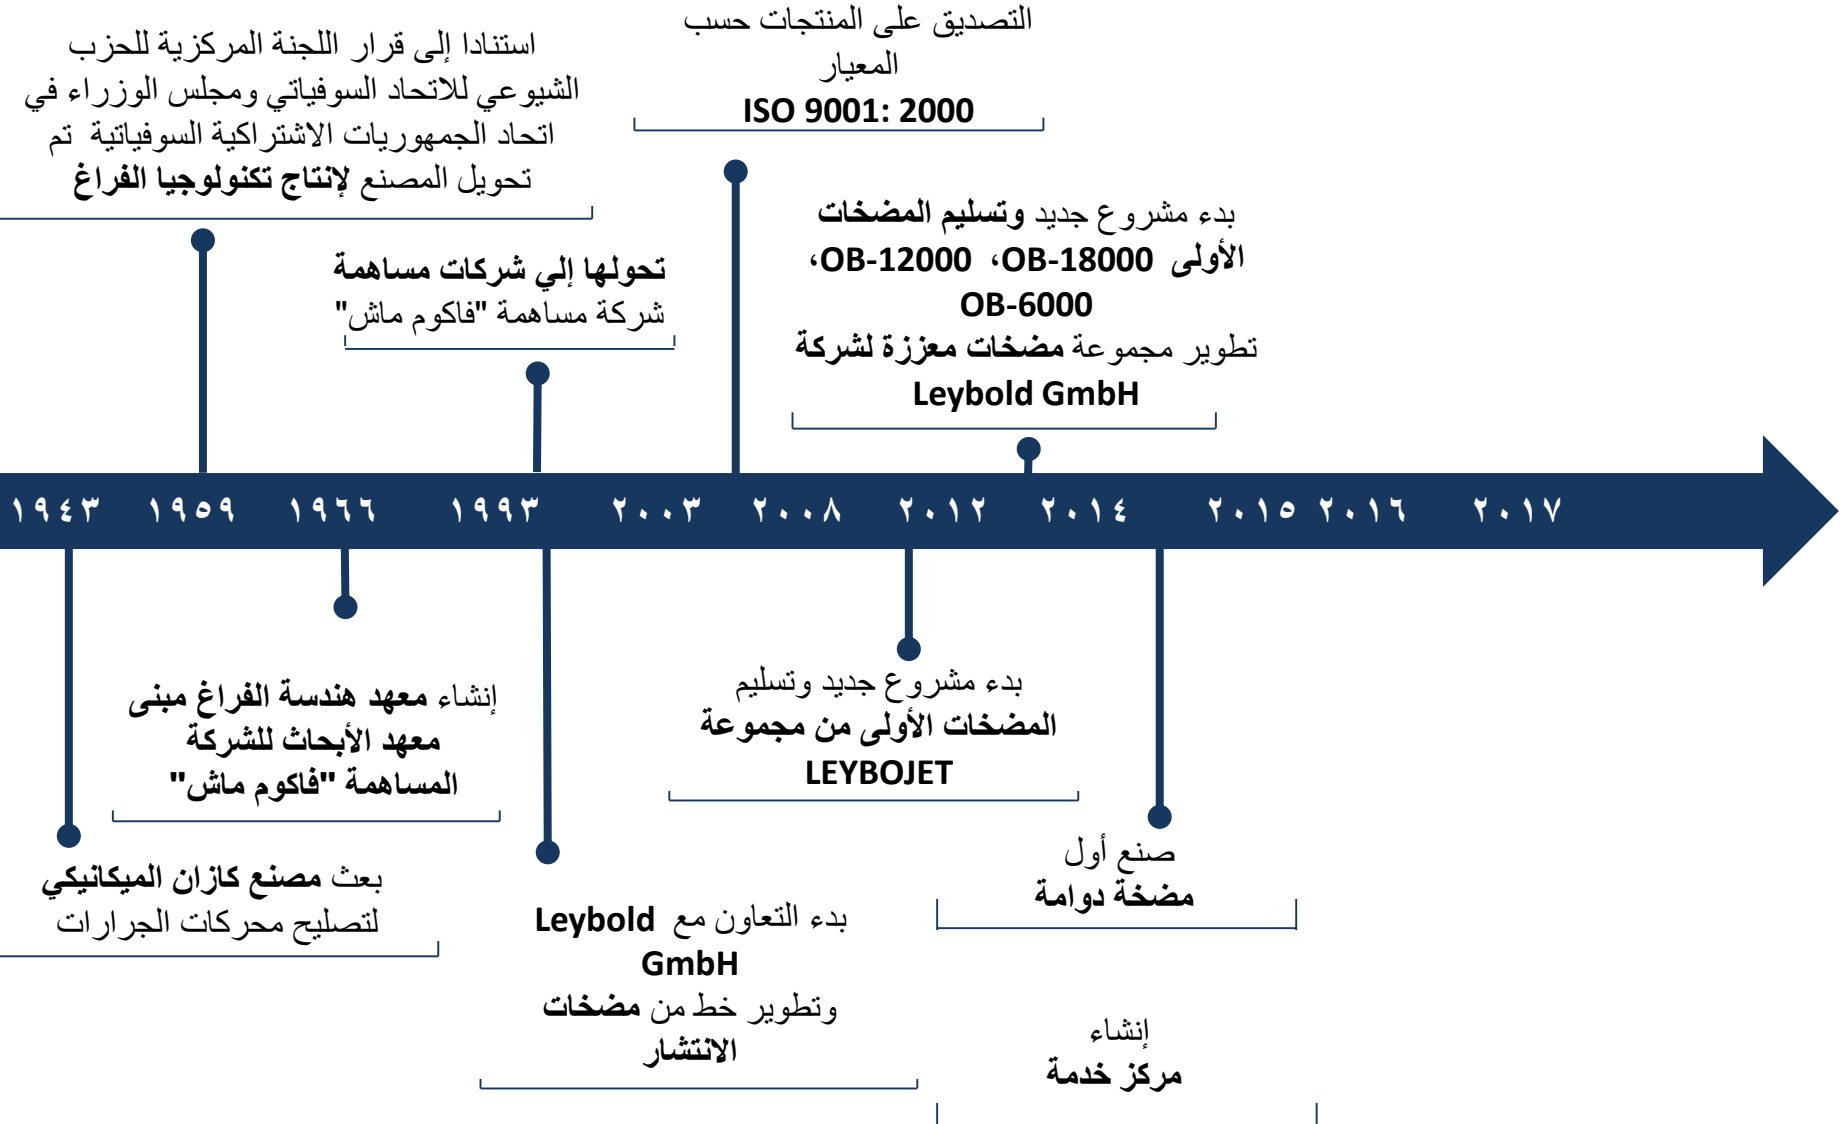 استنادا إلى قرار اللجنة المركزية للحزب
الشيوعي للاتحاد السوفياتي ومجلس الوزراء في
اتحاد الجمهوريات الاشتراكية السوفياتية تم
تحويل المصنع لإنتاج تكنولوجيا الفراغ
تحولها إلي شركات مساهمة
شركة مساهمة "فاكوم ماش"
التصديق على المنتجات حسب
المعيار
ISO 9001: 2000
بدء مشروع جديد وتسليم المضخات
الأولى OB-18000، OB-12000،
OB-6000
تطوير مجموعة مضخات معززة لشركة
Leybold GmbH
١٩٤٣ ١٩٥٩ ١٩٦٦ ١٩٩٣ ٢٠٠٣ ٢٠٠٨ ٢٠١٢ ٢٠١٤ ٢٠١٥ ٢٠١٦ ٢٠١٧
بعث مصنع كازان الميكانيكي
لتصليح محركات الجرارات
إنشاء معهد هندسة الفراغ مبنى
معهد الأبحاث للشركة
المساهمة "فاكوم ماش"
بدء التعاون مع Leybold
GmbH
وتطوير خط من مضخات
الانتشار
بدء مشروع جديد وتسليم
المضخات الأولى من مجموعة
LEYBOJET
صنع أول
مضخة دوامة
إنشاء
مركز خدمة